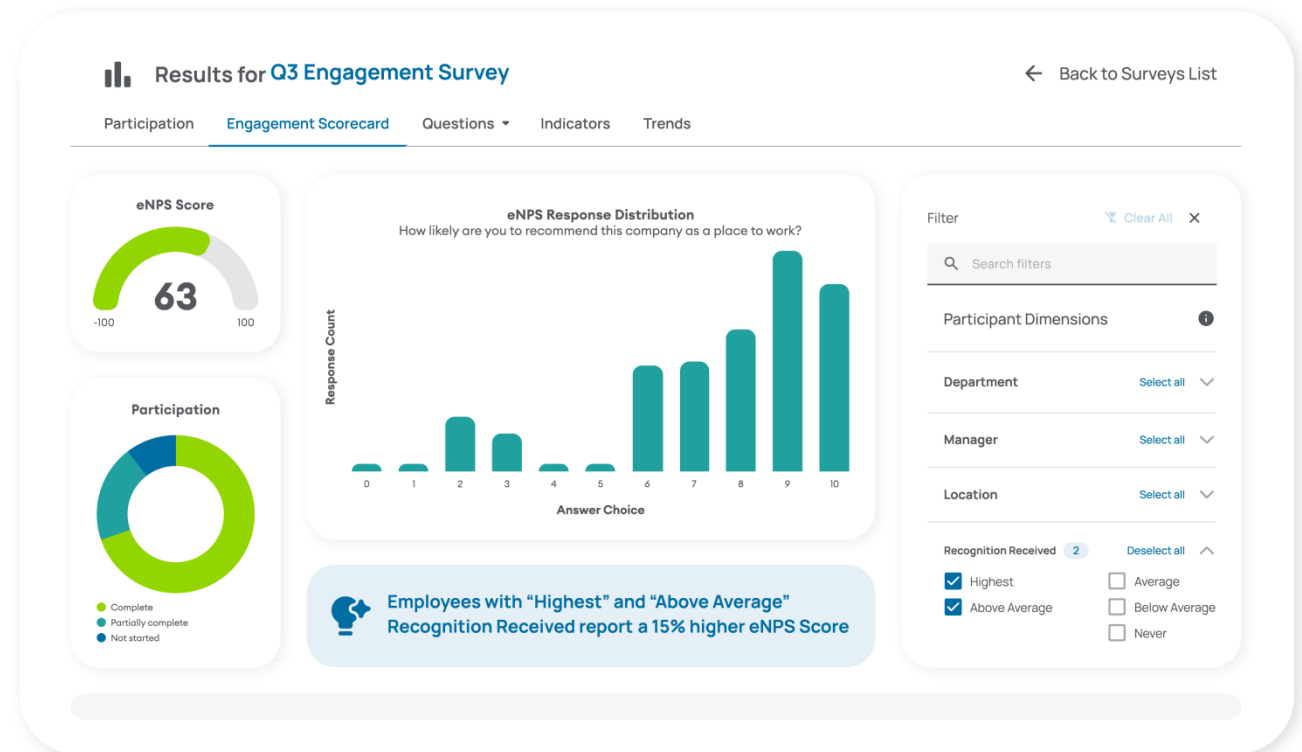 Results for Q3 Engagement Survey
Back to Surveys List
Participation
Engagement Scorecard
Questions
Indicators
Trends
eNPS Score
63
-100
100
Participation
Complete
Partially complete
Not started
eNPS Response Distribution
How likely are you to recommend this company as a place to work?
Response Count
0 1 2 3 4 5 6 7 8 9 10
Answer Choice
Employees with “Highest” and “Above Average”
Recognition Received report a 15% higher eNPS Score
Filter
Clear All
Search filters
Participant Dimensions
Department
Select all
Manager
Select all
Location
Select all
Recognition Received 2
Deselect all
Highest
Average
Above Average
Below Average
Never